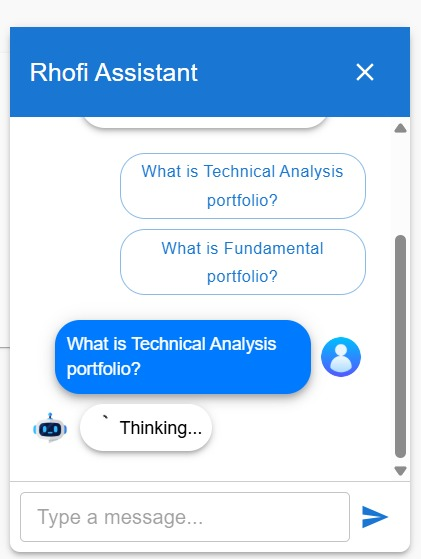 Rhofi Assistant
What is Technical Analysis
portfolio?
What is Fundamental
portfolio?
What is Technical Analysis
portfolio?
` Thinking...
Type a message...